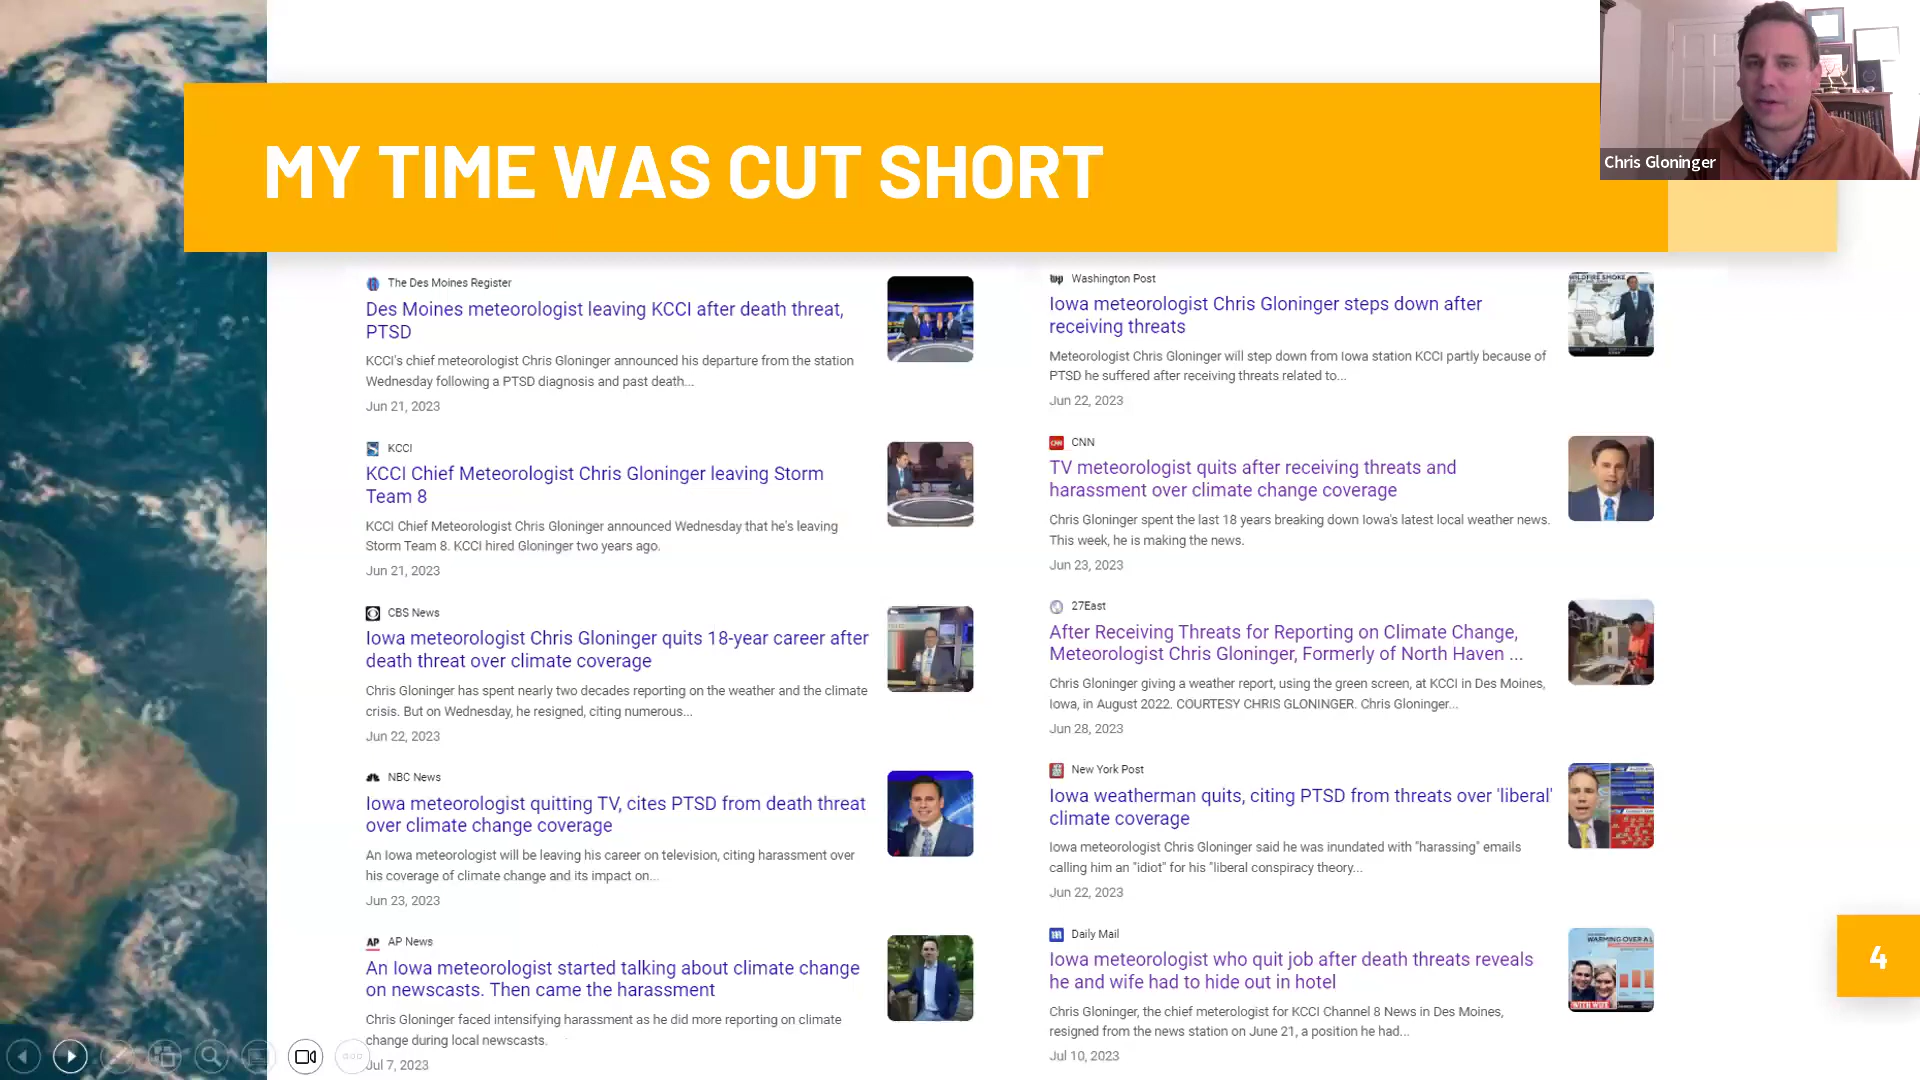 MY TIME WAS CUT SHORT
Chris Gloninger
The Des Moines Register
Des Moines meteorologist leaving KCCI after death threat,
PTSD
KCCI's chief meteorologist Chris Gloninger announced his departure from the station
Wednesday following a PTSD diagnosis and past death...
Jun 21, 2023
KCCI
KCCI Chief Meteorologist Chris Gloninger leaving Storm
Team 8
KCCI Chief Meteorologist Chris Gloninger announced Wednesday that he's leaving
Storm Team 8. KCCI hired Gloninger two years ago.
Jun 21, 2023
CBS News
Iowa meteorologist Chris Gloninger quits 18-year career after
death threat over climate coverage
Chris Gloninger has spent nearly two decades reporting on the weather and the climate
crisis. But on Wednesday, he resigned, citing numerous...
Jun 22, 2023
NBC News
Iowa meteorologist quitting TV, cites PTSD from death threat
over climate change coverage
An Iowa meteorologist will be leaving his career on television, citing harassment over
his coverage of climate change and its impact on...
Jun 23, 2023
AP
AP News
An Iowa meteorologist started talking about climate change
on newscasts. Then came the harassment
Chris Gloninger faced intensifying harassment as he did more reporting on climate
change during local newscasts.
Jul 7, 2023
wp
Washington Post
Iowa meteorologist Chris Gloninger steps down after
receiving threats
Meteorologist Chris Gloninger will step down from Iowa station KCCI partly because of
PTSD he suffered after receiving threats related to...
Jun 22, 2023
WILDFIRE SMOKE
CNN
CNN
TV meteorologist quits after receiving threats and
harassment over climate change coverage
Chris Gloninger spent the last 18 years breaking down Iowa's latest local weather news.
This week, he is making the news.
Jun 23, 2023
27East
After Receiving Threats for Reporting on Climate Change,
Meteorologist Chris Gloninger, Formerly of North Haven ...
Chris Gloninger giving a weather report, using the green screen, at KCCI in Des Moines,
Iowa, in August 2022. COURTESY CHRIS GLONINGER. Chris Gloninger...
Jun 28, 2023
New York Post
Iowa weatherman quits, citing PTSD from threats over 'liberal'
climate coverage
Iowa meteorologist Chris Gloninger said he was inundated with "harassing" emails
calling him an "idiot" for his "liberal conspiracy theory...
Jun 22, 2023
Daily Mail
Iowa meteorologist who quit job after death threats reveals
he and wife had to hide out in hotel
Chris Gloninger, the chief meterologist for KCCI Channel 8 News in Des Moines,
resigned from the news station on June 21, a position he had...
Jul 10, 2023
WARMING OVER A L
WITH WIFE
4